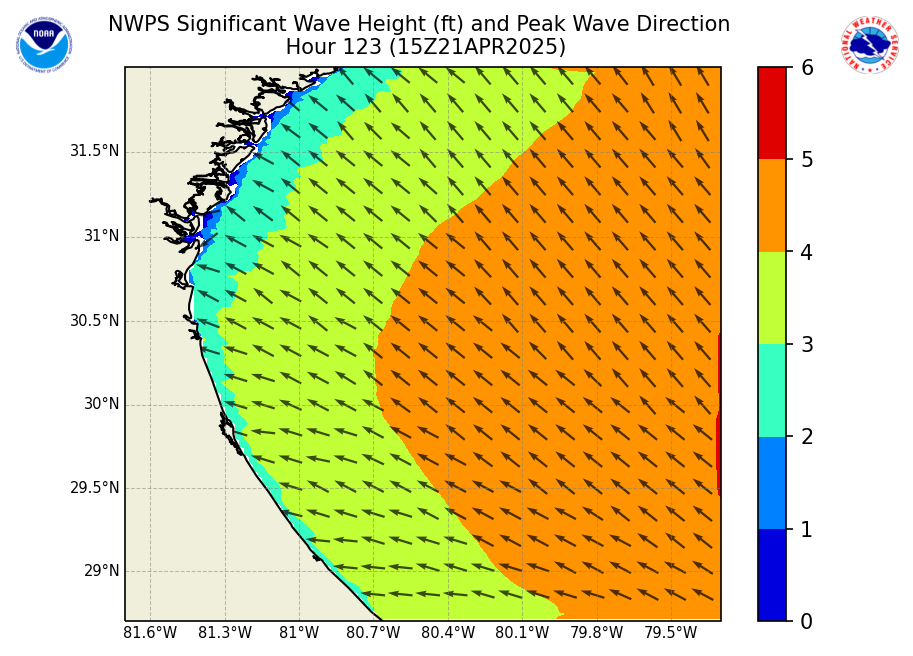 NWPS Significant Wave Height (ft) and Peak Wave Direction
Hour 123 (15Z21APR2025)
NOAA
NATIONAL WEATHER SERVICE
31.5°N
31°N
30.5°N
30°N
29.5°N
29°N
81.6°W 81.3°W 81°W 80.7°W 80.4°W 80.1°W 79.8°W 79.5°W
6
5
4
3
2
1
0